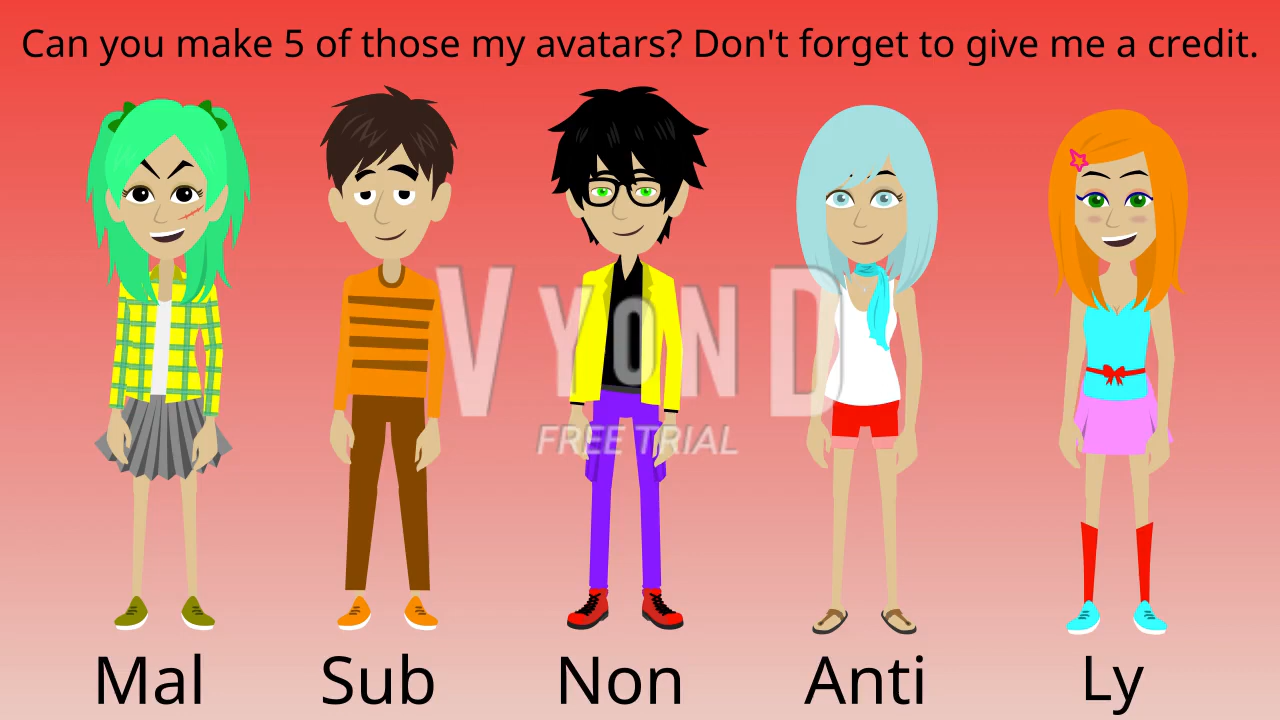 Can you make 5 of those my avatars? Don't forget to give me a credit.
VYOND
FREE TRIAL
Mal Sub Non Anti Ly